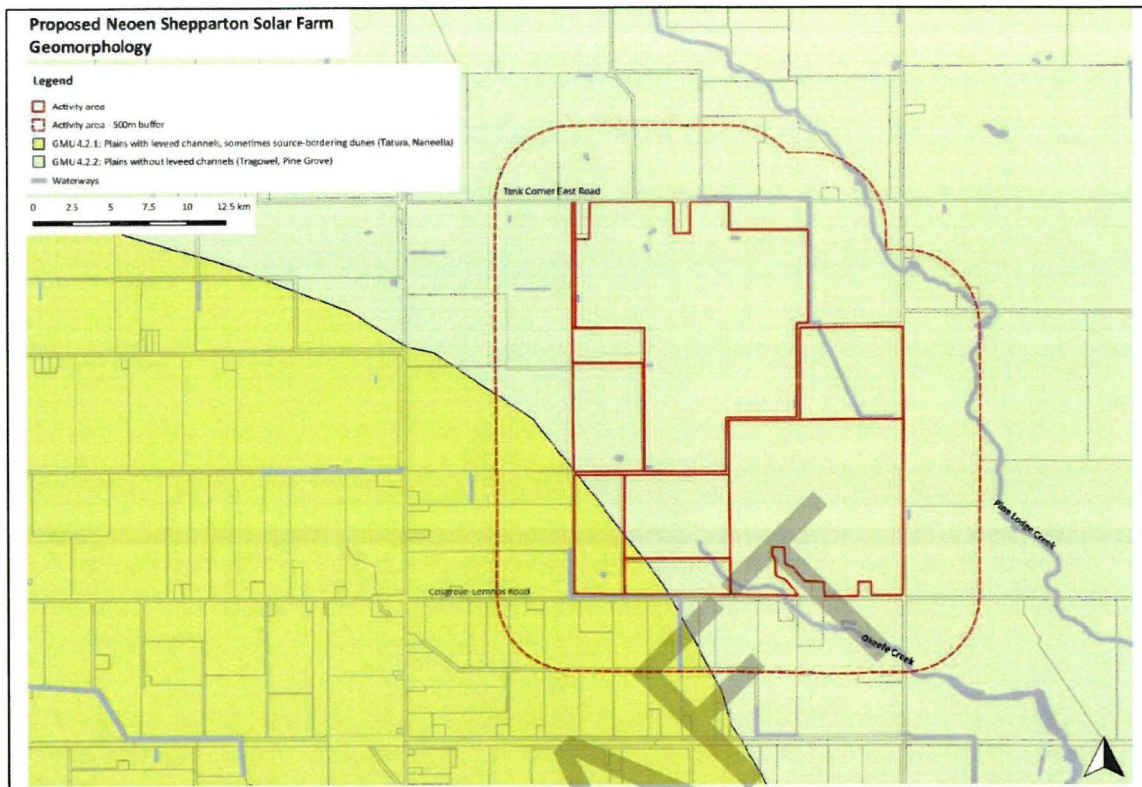 Proposed Neoen Shepparton Solar Farm
Geomorphology
Legend
Activity area
Activity area - 500m buffer
GMU 4.2.1: Plains with leveed channels, sometimes source-bordering dunes (Tatura, Naneella)
GMU 4.2.2: Plains without leveed channels (Tragowel, Pine Grove)
Waterways
0 2.5 5 7.5 10 12.5 km
Tank Corner East Road
Pine Lodge Creek
Cosgrove-Lemnos Road
Okeefe Creek
AFT